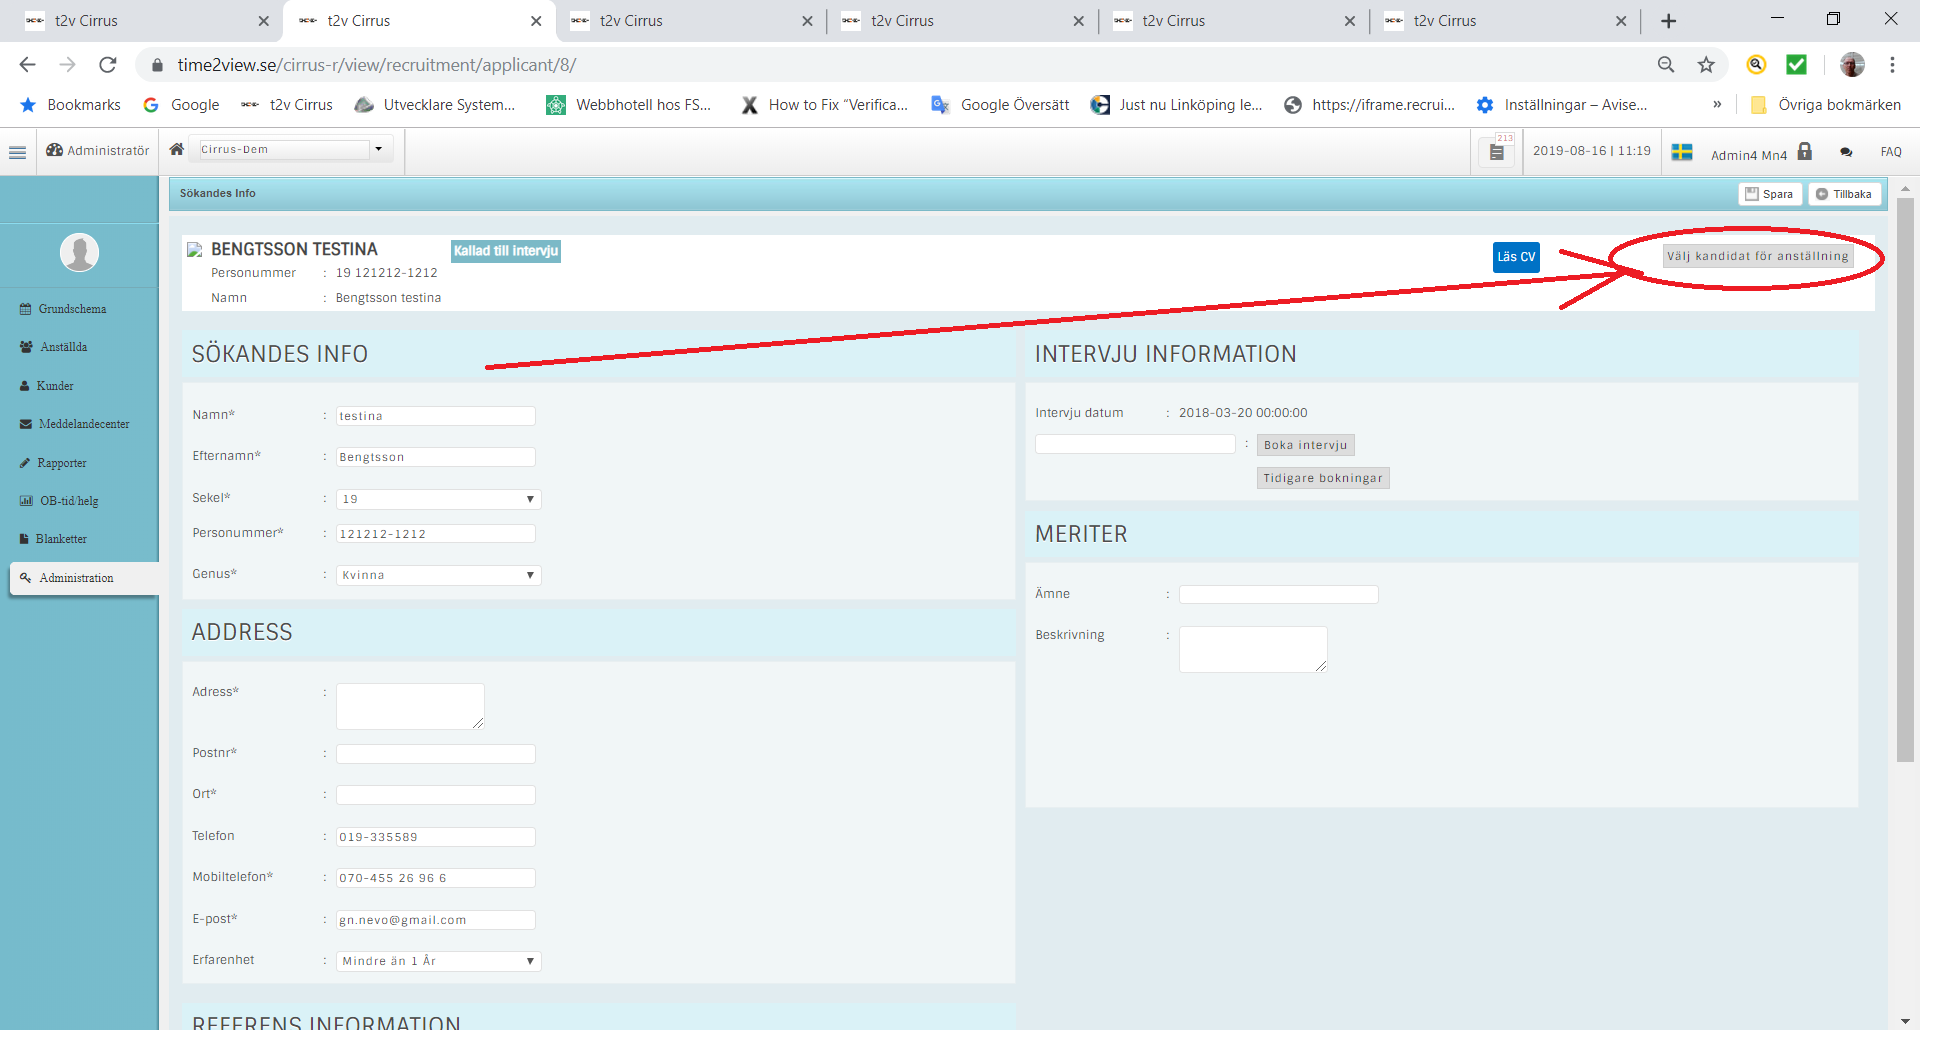 t2v Cirrus
t2v Cirrus
t2v Cirrus
t2v Cirrus
t2v Cirrus
t2v Cirrus
time2view.se/cirrus-r/view/recruitment/applicant/8/
Bookmarks
Google
t2v Cirrus
Utvecklare System...
Webbhotell hos FS...
How to Fix “Verifica...
Google Översätt
Just nu Linköping le...
https://iframe.recrui...
Inställningar – Avise...
»
Övriga bokmärken
Administratör
Cirrus-Dem
213
2019-08-16 | 11:19
Admin4 Mn4
FAQ
Sökandes Info
Spara
Tillbaka
BENGTSSON TESTINA
Kallad till intervju
Personummer : 19 121212-1212
Namn : Bengtsson testina
Läs CV
Välj kandidat för anställning
Grundschema
Anställda
Kunder
Meddelandecenter
Rapporter
OB-tid/helg
Blanketter
Administration
SÖKANDES INFO
Namn* : testina
Efternamn* : Bengtsson
Sekel* : 19
Personummer* : 121212-1212
Genus* : Kvinna
ADDRESS
Adress* :
Postnr* :
Ort* :
Telefon : 019-335589
Mobiltelefon* : 070-455 26 96 6
E-post* : gn.nevo@gmail.com
Erfarenhet : Mindre än 1 År
REFERENS INFORMATION
INTERVJU INFORMATION
Intervju datum : 2018-03-20 00:00:00
: Boka intervju
Tidigare bokningar
MERITER
Ämne :
Beskrivning :